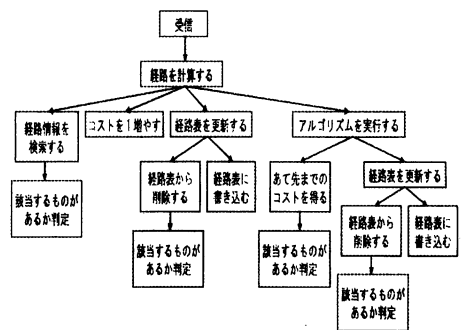 受信
経路を計算する
経路情報を
検索する
コストを1増やす
経路表を更新する
アルゴリズムを実行する
該当するものが
あるか判定
経路表から
削除する
経路表に
書き込む
あて先までの
コストを得る
経路表を更新する
該当するものが
あるか判定
該当するものが
あるか判定
経路表から
削除する
経路表に
書き込む
該当するものが
あるか判定